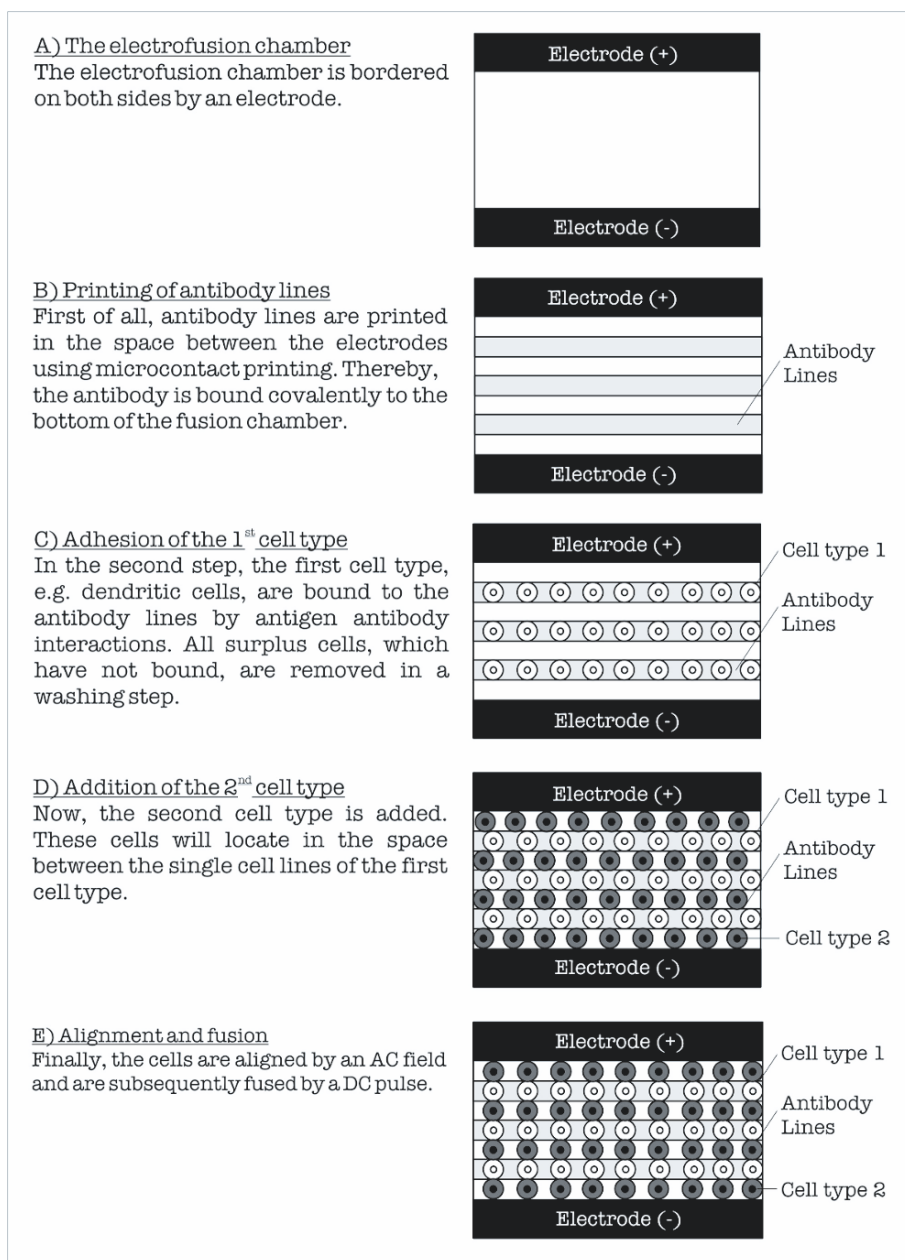 A) The electrofusion chamber
The electrofusion chamber is bordered
on both sides by an electrode.
Electrode (+)
Electrode (-)
B) Printing of antibody lines
First of all, antibody lines are printed
in the space between the electrodes
using microcontact printing. Thereby,
the antibody is bound covalently to the
bottom of the fusion chamber.
Electrode (+)
Antibody
Lines
Electrode (-)
C) Adhesion of the 1st cell type
In the second step, the first cell type,
e.g. dendritic cells, are bound to the
antibody lines by antigen antibody
interactions. All surplus cells, which
have not bound, are removed in a
washing step.
Electrode (+)
Cell type 1
Antibody
Lines
Electrode (-)
D) Addition of the 2nd cell type
Now, the second cell type is added.
These cells will locate in the space
between the single cell lines of the first
cell type.
Electrode (+)
Cell type 1
Antibody
Lines
Cell type 2
Electrode (-)
E) Alignment and fusion
Finally, the cells are aligned by an AC field
and are subsequently fused by a DC pulse.
Electrode (+)
Cell type 1
Antibody
Lines
Cell type 2
Electrode (-)